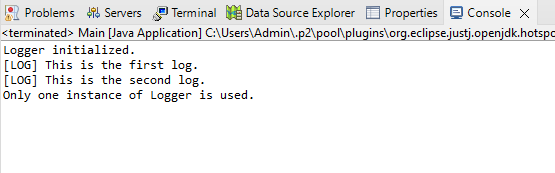 Problems Servers Terminal Data Source Explorer Properties Console
<terminated> Main [Java Application] C:\Users\Admin\.p2\pool\plugins\org.eclipse.justj.openjdk.hotspo
Logger initialized.
[LOG] This is the first log.
[LOG] This is the second log.
Only one instance of Logger is used.